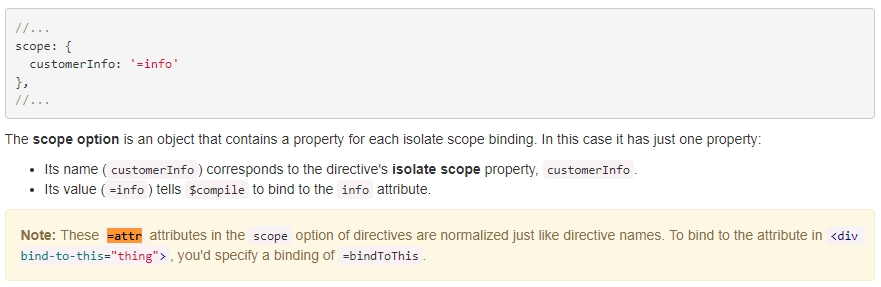 //...
scope: {
  customerInfo: '=info'
},
//...
The scope option is an object that contains a property for each isolate scope binding. In this case it has just one property:
• Its name ( customerInfo ) corresponds to the directive's isolate scope property, customerInfo .
• Its value ( =info ) tells $compile to bind to the info attribute.
Note: These =attr attributes in the scope option of directives are normalized just like directive names. To bind to the attribute in <div
bind-to-this="thing"> , you'd specify a binding of =bindToThis .